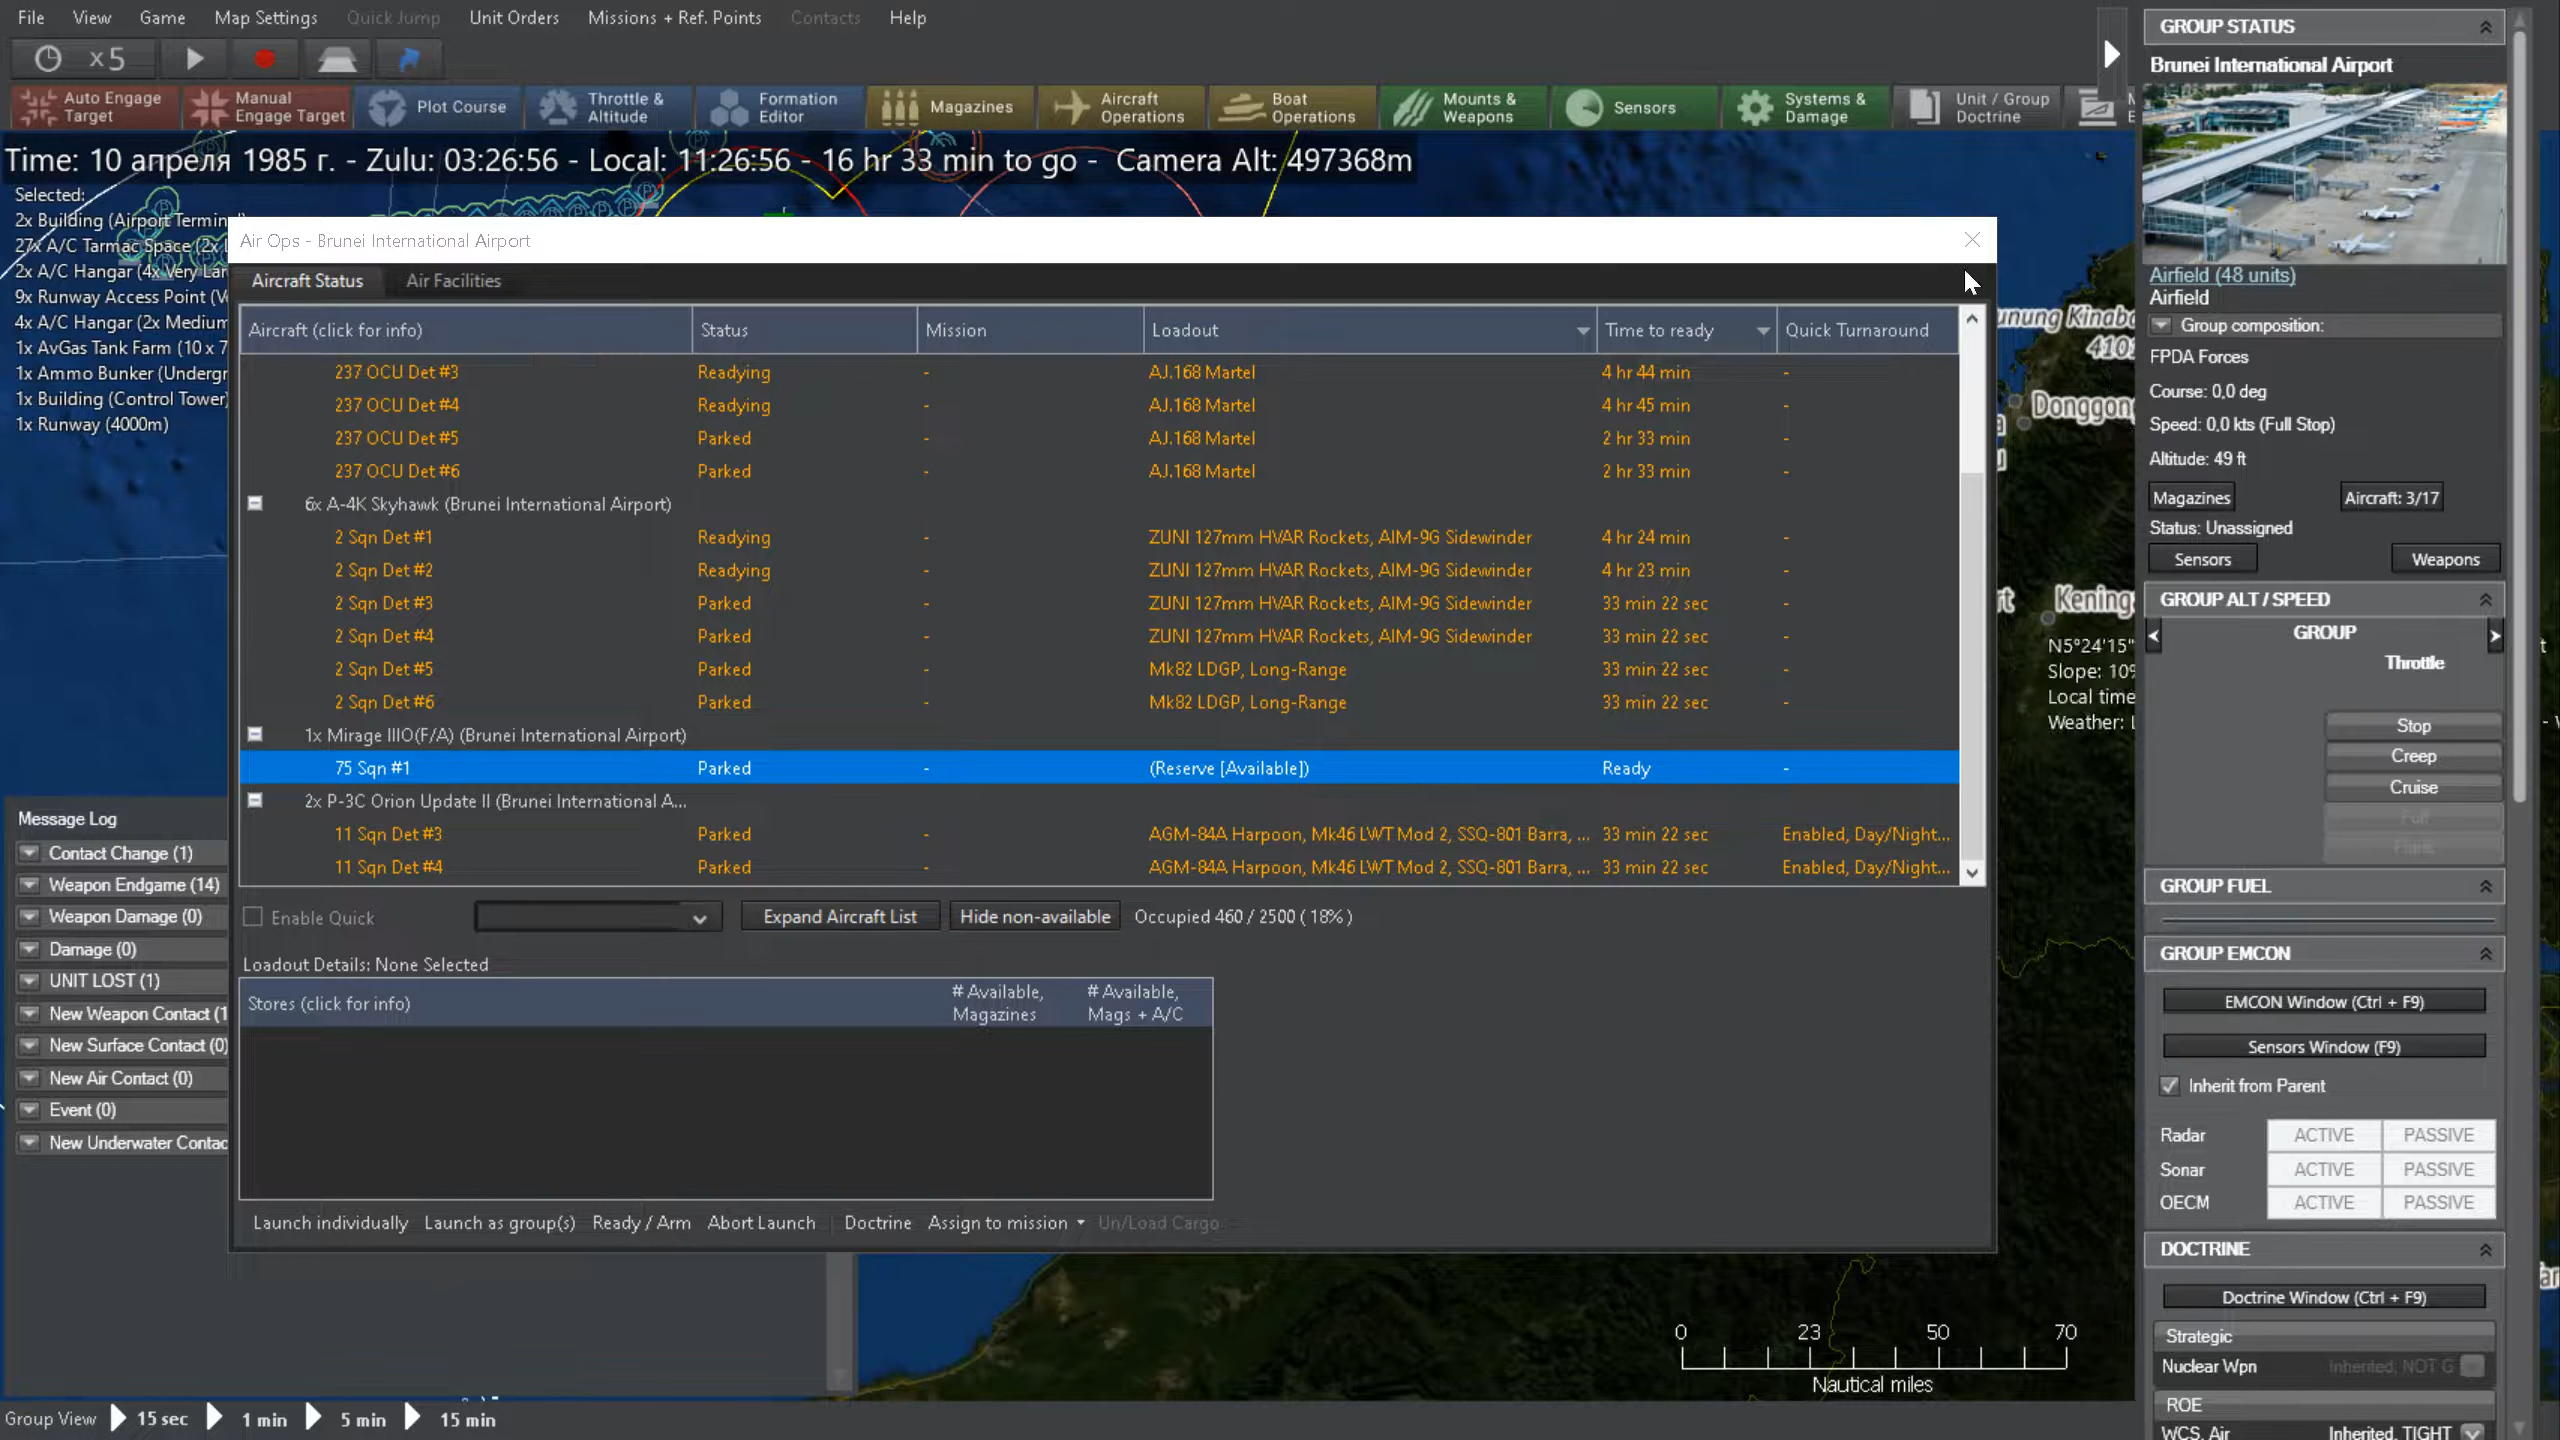 File View Game Map Settings Quick Jump Unit Orders Missions + Ref. Points Contacts Help
x 5
Auto Engage Target
Manual Engage Target
Plot Course
Throttle & Altitude
Formation Editor
Magazines
Aircraft Operations
Boat Operations
Mounts & Weapons
Sensors
Systems & Damage
Unit / Group Doctrine
Time: 10 апреля 1985 г. - Zulu: 03:26:56 - Local: 11:26:56 - 16 hr 33 min to go - Camera Alt: 497368m
Selected:
2x Building (Airport Terminal)
27x A/C Tarmac Space (2x
2x A/C Hangar (4x Very Lar
9x Runway Access Point (V
4x A/C Hangar (2x Medium
1x AvGas Tank Farm (10 x 7
1x Ammo Bunker (Undergr
1x Building (Control Tower)
1x Runway (4000m)
Air Ops - Brunei International Airport
Aircraft Status Air Facilities
Aircraft (click for info) Status Mission Loadout Time to ready Quick Turnaround
237 OCU Det #3 Readying - AJ.168 Martel 4 hr 44 min -
237 OCU Det #4 Readying - AJ.168 Martel 4 hr 45 min -
237 OCU Det #5 Parked - AJ.168 Martel 2 hr 33 min -
237 OCU Det #6 Parked - AJ.168 Martel 2 hr 33 min -
6x A-4K Skyhawk (Brunei International Airport)
2 Sqn Det #1 Readying - ZUNI 127mm HVAR Rockets, AIM-9G Sidewinder 4 hr 24 min -
2 Sqn Det #2 Readying - ZUNI 127mm HVAR Rockets, AIM-9G Sidewinder 4 hr 23 min -
2 Sqn Det #3 Parked - ZUNI 127mm HVAR Rockets, AIM-9G Sidewinder 33 min 22 sec -
2 Sqn Det #4 Parked - ZUNI 127mm HVAR Rockets, AIM-9G Sidewinder 33 min 22 sec -
2 Sqn Det #5 Parked - Mk82 LDGP, Long-Range 33 min 22 sec -
2 Sqn Det #6 Parked - Mk82 LDGP, Long-Range 33 min 22 sec -
1x Mirage IIIO(F/A) (Brunei International Airport)
75 Sqn #1 Parked - (Reserve [Available]) Ready -
2x P-3C Orion Update II (Brunei International A...
11 Sqn Det #3 Parked - AGM-84A Harpoon, Mk46 LWT Mod 2, SSQ-801 Barra, ... 33 min 22 sec Enabled, Day/Night...
11 Sqn Det #4 Parked - AGM-84A Harpoon, Mk46 LWT Mod 2, SSQ-801 Barra, ... 33 min 22 sec Enabled, Day/Night...
Enable Quick Expand Aircraft List Hide non-available Occupied 460 / 2500 ( 18% )
Loadout Details: None Selected
Stores (click for info) # Available, Magazines # Available, Mags + A/C
Launch individually Launch as group(s) Ready / Arm Abort Launch Doctrine Assign to mission Un/Load Cargo
Message Log
Contact Change (1)
Weapon Endgame (14)
Weapon Damage (0)
Damage (0)
UNIT LOST (1)
New Weapon Contact (1
New Surface Contact (0)
New Air Contact (0)
Event (0)
New Underwater Contac
unung Kinaba
410
Donggon
Kening
N5°24'15"
Slope: 10%
Local time
Weather:
0 23 50 70
Nautical miles
Group View 15 sec 1 min 5 min 15 min
GROUP STATUS
Brunei International Airport
Airfield (48 units)
Airfield
Group composition:
FPDA Forces
Course: 0,0 deg
Speed: 0,0 kts (Full Stop)
Altitude: 49 ft
Magazines Aircraft: 3/17
Status: Unassigned
Sensors Weapons
GROUP ALT / SPEED
< GROUP >
Throttle
Stop
Creep
Cruise
Full
Flank
GROUP FUEL
GROUP EMCON
EMCON Window (Ctrl + F9)
Sensors Window (F9)
Inherit from Parent
Radar ACTIVE PASSIVE
Sonar ACTIVE PASSIVE
OECM ACTIVE PASSIVE
DOCTRINE
Doctrine Window (Ctrl + F9)
Strategic
Nuclear Wpn Inherited, NOT G
ROE
WCS, Air Inherited, TIGHT